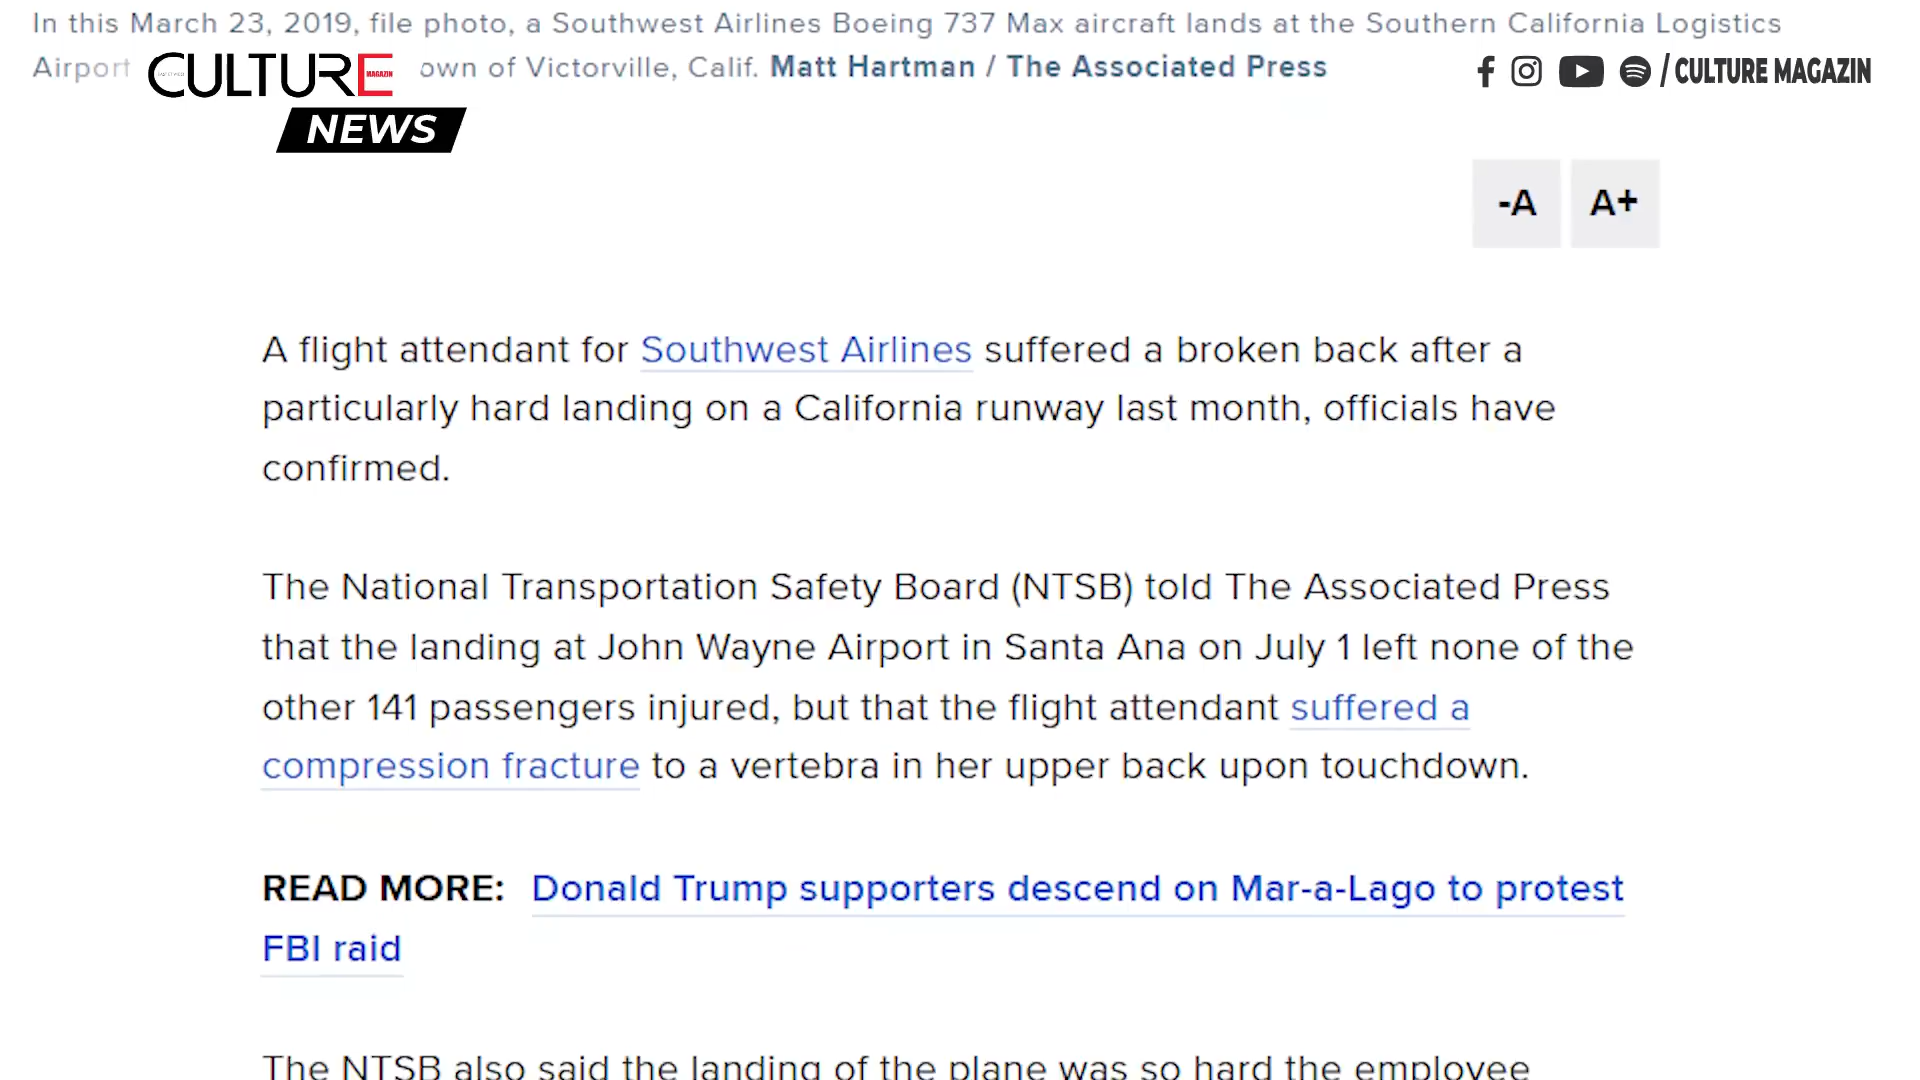 In this March 23, 2019, file photo, a Southwest Airlines Boeing 737 Max aircraft lands at the Southern California Logistics
Airport own of Victorville, Calif. Matt Hartman / The Associated Press
CULTURE
MAGAZIN
NEWS
/ CULTURE MAGAZIN
-A A+
A flight attendant for Southwest Airlines suffered a broken back after a
particularly hard landing on a California runway last month, officials have
confirmed.
The National Transportation Safety Board (NTSB) told The Associated Press
that the landing at John Wayne Airport in Santa Ana on July 1 left none of the
other 141 passengers injured, but that the flight attendant suffered a
compression fracture to a vertebra in her upper back upon touchdown.
READ MORE: Donald Trump supporters descend on Mar-a-Lago to protest
FBI raid
The NTSB also said the landing of the plane was so hard the employee